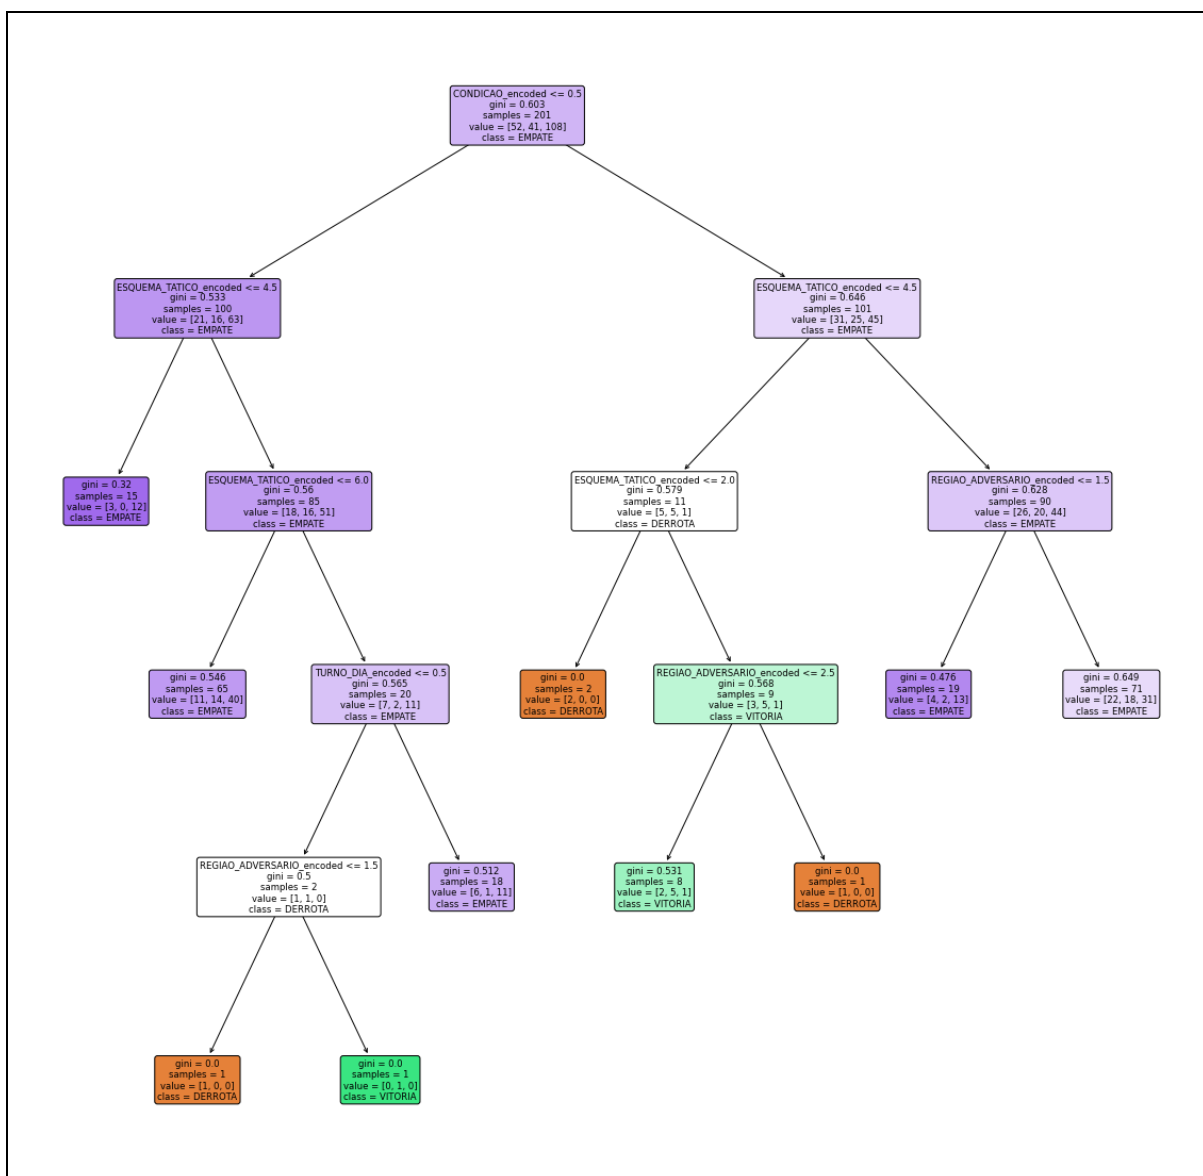 CONDICAO_encoded <= 0.5
gini = 0.603
samples = 201
value = [52, 41, 108]
class = EMPATE
ESQUEMA_TATICO_encoded <= 4.5
gini = 0.533
samples = 100
value = [21, 16, 63]
class = EMPATE
ESQUEMA_TATICO_encoded <= 4.5
gini = 0.646
samples = 101
value = [31, 25, 45]
class = EMPATE
gini = 0.32
samples = 15
value = [3, 0, 12]
class = EMPATE
ESQUEMA_TATICO_encoded <= 6.0
gini = 0.56
samples = 85
value = [18, 16, 51]
class = EMPATE
ESQUEMA_TATICO_encoded <= 2.0
gini = 0.579
samples = 11
value = [5, 5, 1]
class = DERROTA
REGIAO_ADVERSARIO_encoded <= 1.5
gini = 0.628
samples = 90
value = [26, 20, 44]
class = EMPATE
gini = 0.546
samples = 65
value = [11, 14, 40]
class = EMPATE
TURNO_DIA_encoded <= 0.5
gini = 0.565
samples = 20
value = [7, 2, 11]
class = EMPATE
gini = 0.0
samples = 2
value = [2, 0, 0]
class = DERROTA
REGIAO_ADVERSARIO_encoded <= 2.5
gini = 0.568
samples = 9
value = [3, 5, 1]
class = VITORIA
gini = 0.476
samples = 19
value = [4, 2, 13]
class = EMPATE
gini = 0.649
samples = 71
value = [22, 18, 31]
class = EMPATE
REGIAO_ADVERSARIO_encoded <= 1.5
gini = 0.5
samples = 2
value = [1, 1, 0]
class = DERROTA
gini = 0.512
samples = 18
value = [6, 1, 11]
class = EMPATE
gini = 0.531
samples = 8
value = [2, 5, 1]
class = VITORIA
gini = 0.0
samples = 1
value = [1, 0, 0]
class = DERROTA
gini = 0.0
samples = 1
value = [1, 0, 0]
class = DERROTA
gini = 0.0
samples = 1
value = [0, 1, 0]
class = VITORIA